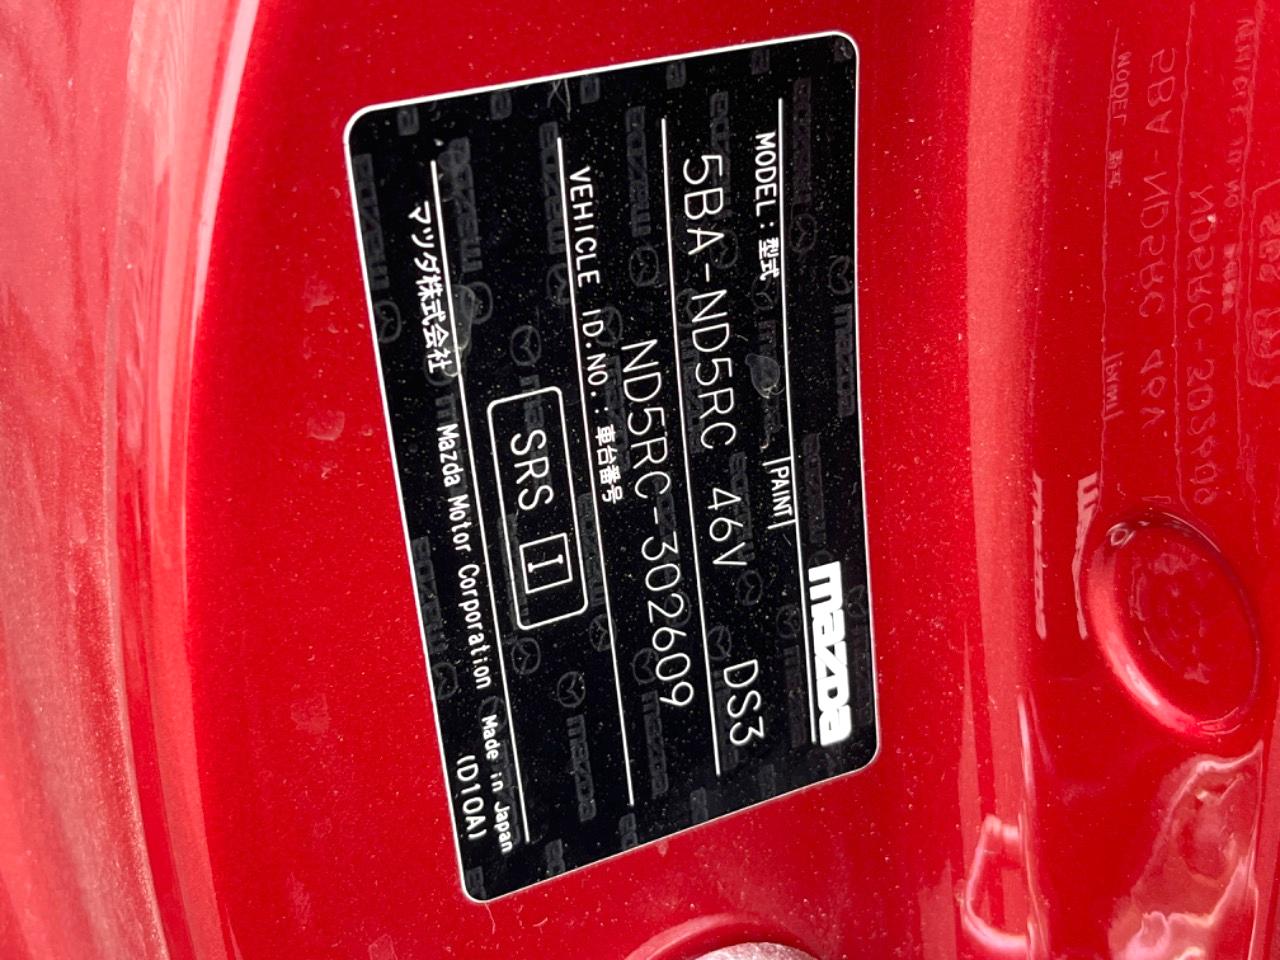 mazda
MODEL:型式 PAINT
5BA-ND5RC 46V DS3
VEHICLE ID.NO.:車台番号
ND5RC-302609
SRS I
マツダ株式会社 Mazda Motor Corporation Made in Japan
(D10A)